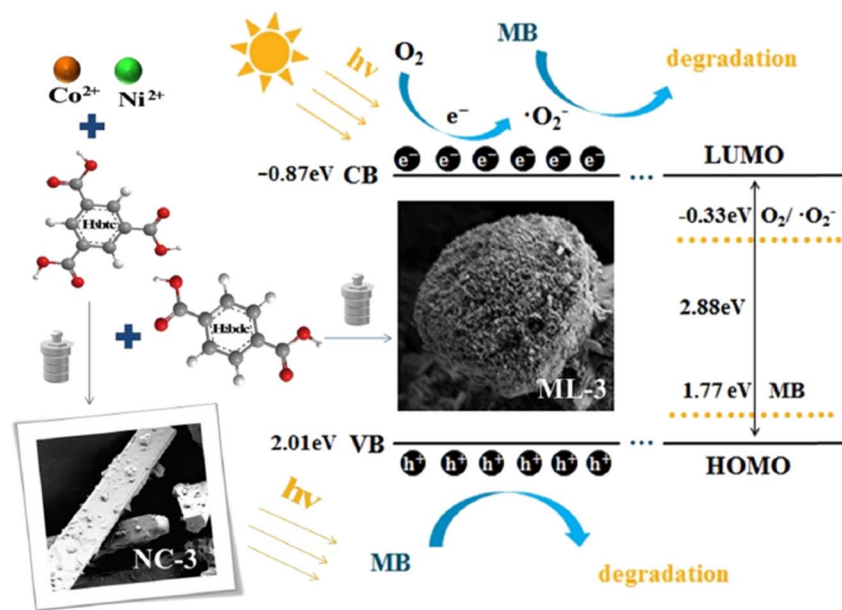 Co²⁺ Ni²⁺
H₃btc
H₂bdc
NC-3
hν
O₂
e⁻
·O₂⁻
MB
degradation
e⁻ e⁻ e⁻ e⁻ e⁻ e⁻
-0.87eV CB
...
LUMO
-0.33eV O₂/ ·O₂⁻
2.88eV
1.77 eV MB
ML-3
2.01eV VB
...
HOMO
h⁺ h⁺ h⁺ h⁺ h⁺ h⁺
hν
MB
degradation